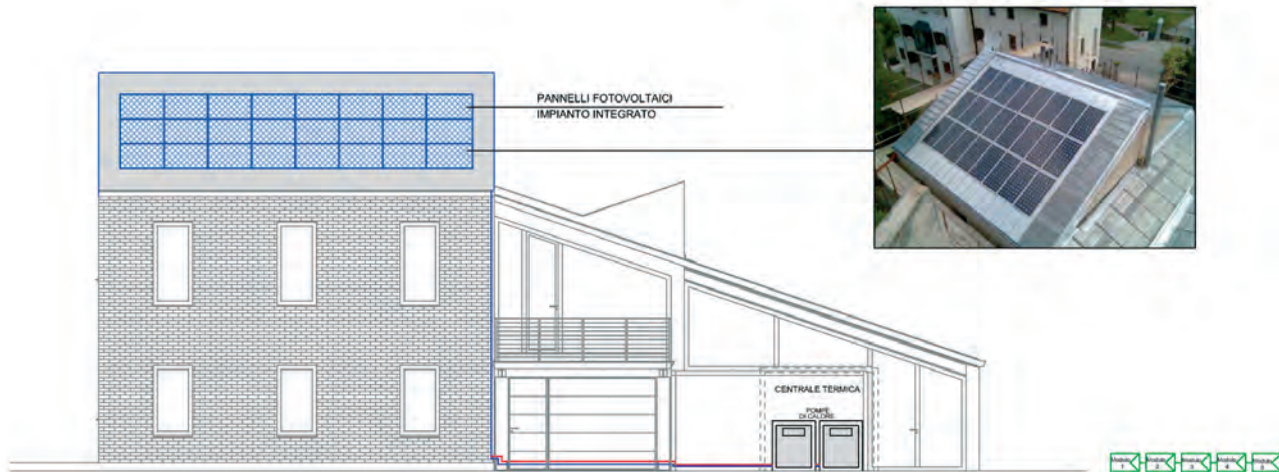 PANNELLI FOTOVOLTAICI
IMPIANTO INTEGRATO
CENTRALE TERMICA
POMPE
DI CALORE